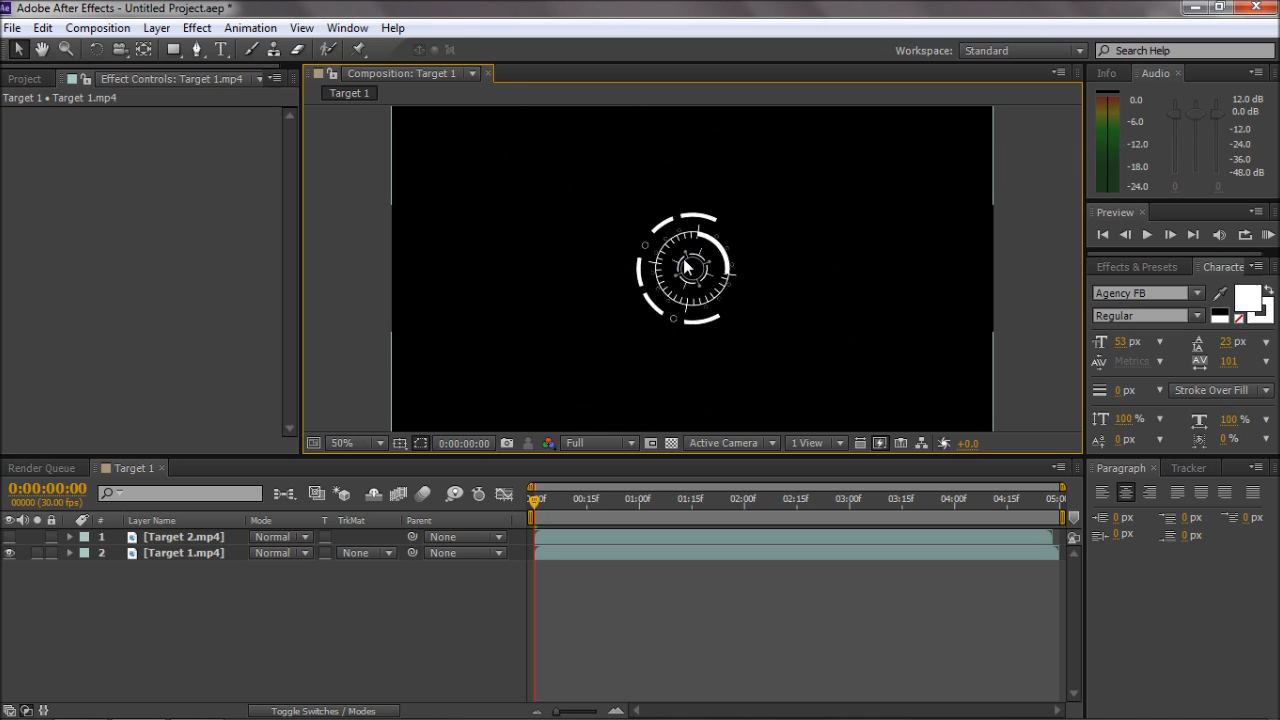 Adobe After Effects - Untitled Project.aep *
File Edit Composition Layer Effect Animation View Window Help
Workspace: Standard Search Help
Project Effect Controls: Target 1.mp4 Composition: Target 1 Info Audio
Target 1 • Target 1.mp4
Target 1
0.0 12.0 dB
0.0 dB
-6.0 -12.0
-12.0 -24.0
-18.0 -36.0
-24.0 -48.0 dB
0 0
Preview
Effects & Presets Characte
Agency FB
Regular
53 px 23 px
Metrics 101
0 px Stroke Over Fill
100 % 100 %
0 px 0 %
50% 0:00:00:00 Full Active Camera 1 View +0.0
Render Queue Target 1 Paragraph Tracker
0:00:00:00
00000 (30.00 fps)
00f 00:15f 01:00f 01:15f 02:00f 02:15f 03:00f 03:15f 04:00f 04:15f 05:0
# Layer Name Mode T TrkMat Parent
1 [Target 2.mp4] Normal None
2 [Target 1.mp4] Normal None None
0 px 0 px 0 px
0 px 0 px
Toggle Switches / Modes